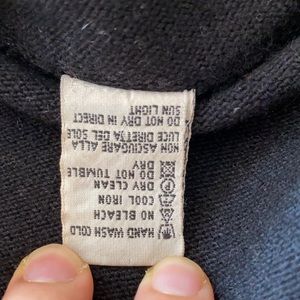 HAND WASH COLD
NO BLEACH
COOL IRON
DRY CLEAN
DO NOT TUMBLE
DRY
NON ASCIUGARE ALLA
LUCE DIRETTA DEL SOLE
DO NOT DRY IN DIRECT
SUN LIGHT